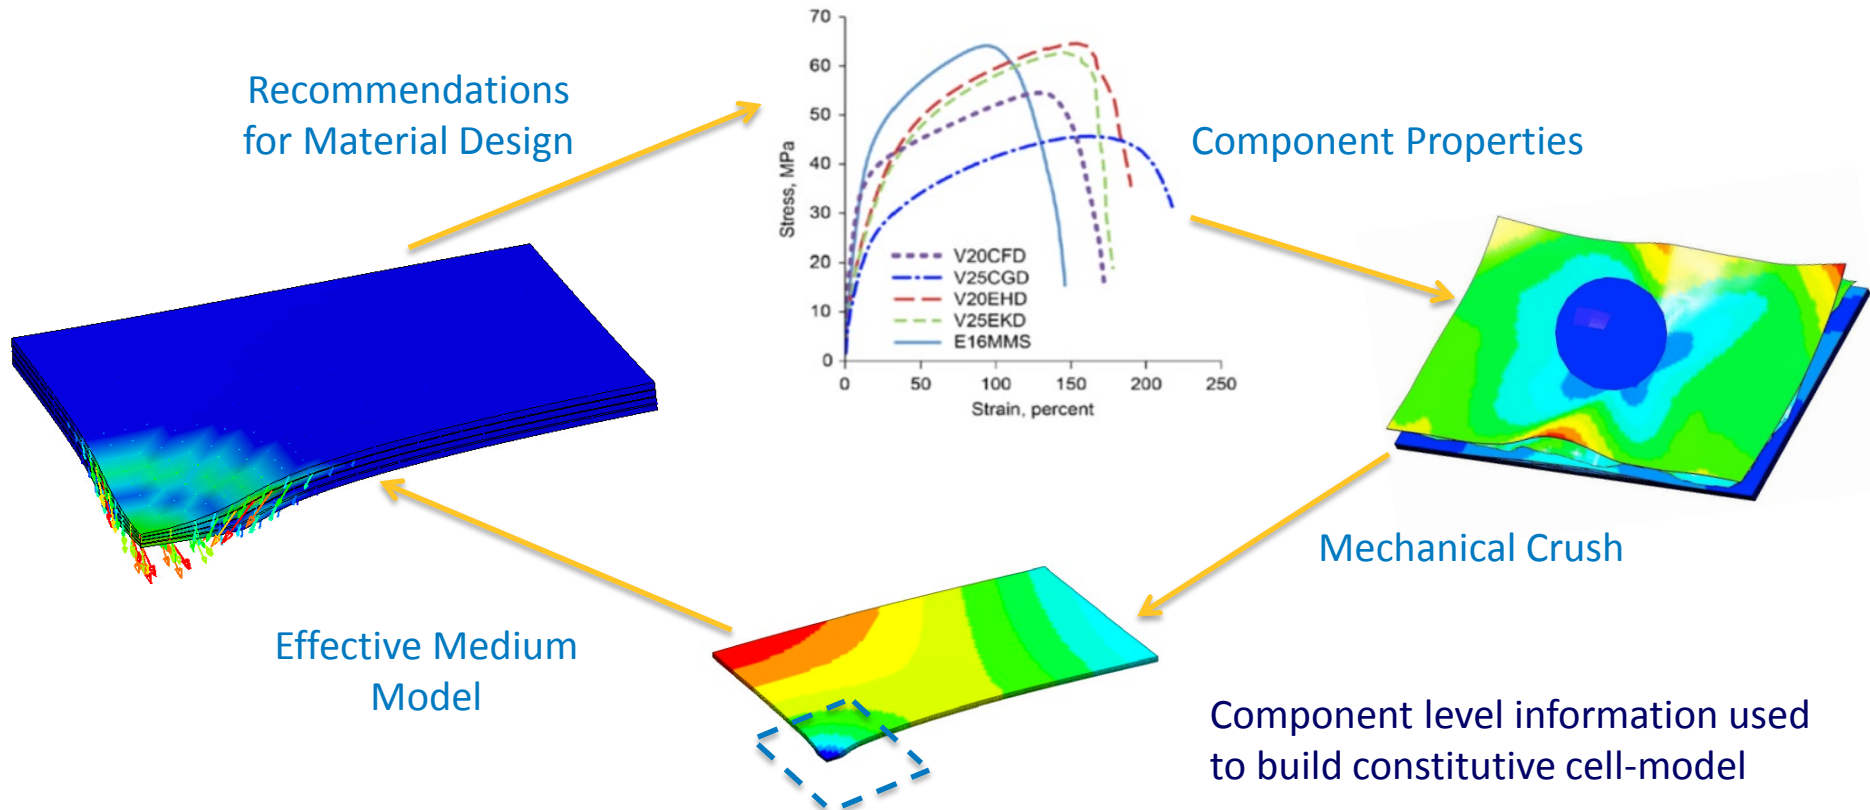 Recommendations
for Material Design
70
60
50
40
30
20
10
0
Stress, MPa
V20CFD
V25CGD
V20EHD
V25EKD
E16MMS
0 50 100 150 200 250
Strain, percent
Component Properties
Mechanical Crush
Effective Medium
Model
Component level information used
to build constitutive cell-model